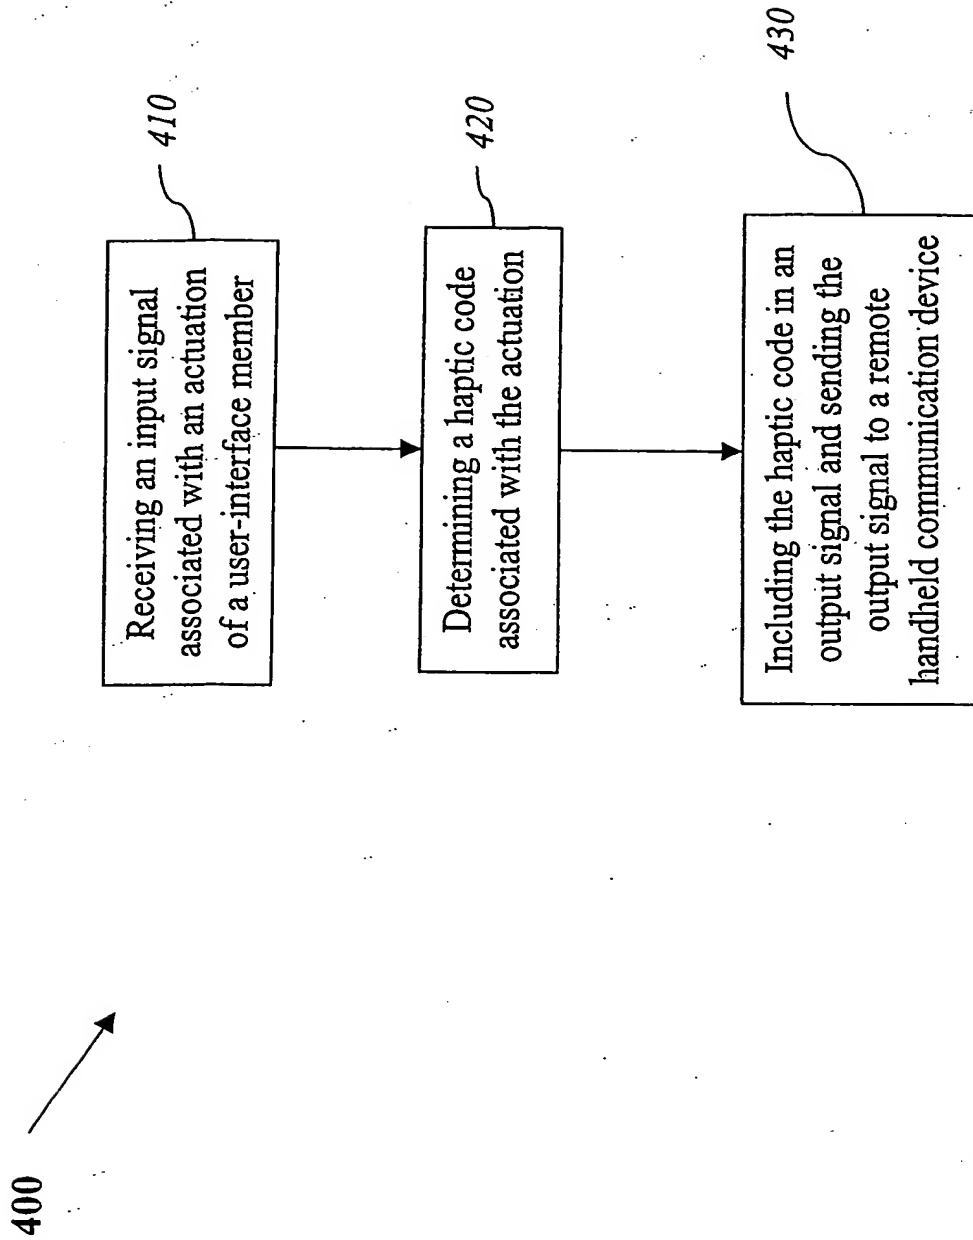 400
Receiving an input signal
associated with an actuation
of a user-interface member
410
Determining a haptic code
associated with the actuation
420
Including the haptic code in an
output signal and sending the
output signal to a remote
handheld communication device
430